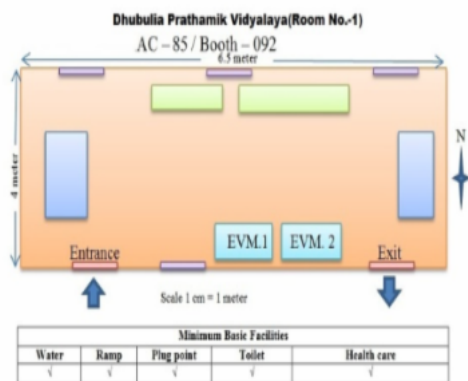 Dhubulia Prathamik Vidyalaya(Room No.-1)
AC – 85 / Booth – 092
6.5 meter
4 meter
N
EVM.1 EVM. 2
Entrance Exit
Scale 1 cm = 1 meter
Minimum Basic Facilities
Water Ramp Plug point Toilet Health care
√ √ √ √ √